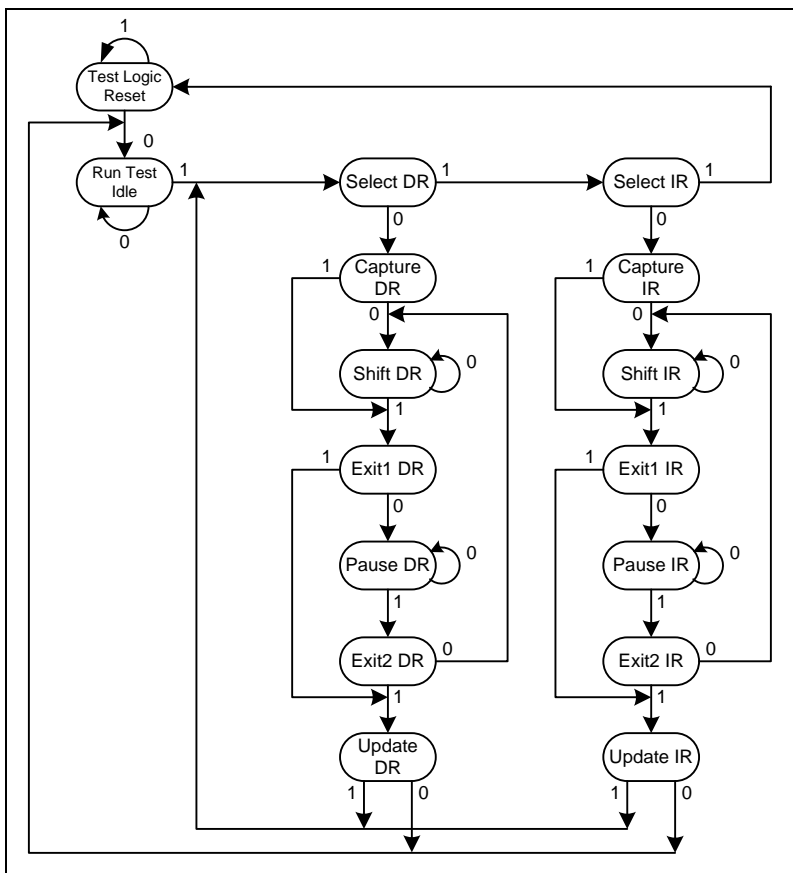 1
Test Logic
Reset
0
Run Test
Idle
1
0
Select DR
1
0
Select IR
1
0
1
Capture
DR
0
1
Capture
IR
0
Shift DR
0
1
Shift IR
0
1
1
Exit1 DR
0
1
Exit1 IR
0
Pause DR
0
1
Pause IR
0
1
Exit2 DR
0
1
Exit2 IR
0
1
Update
DR
1
0
Update IR
1
0